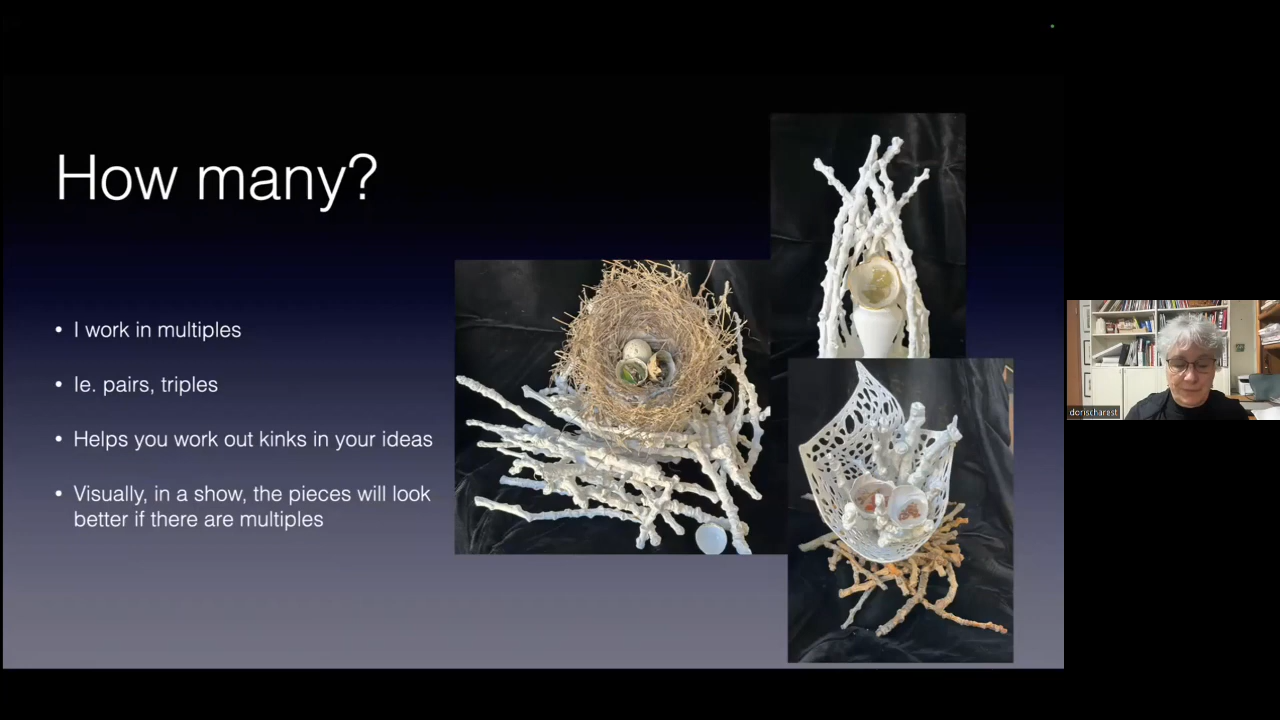 How many?
• I work in multiples
• Ie. pairs, triples
• Helps you work out kinks in your ideas
• Visually, in a show, the pieces will look
better if there are multiples
dorischarest